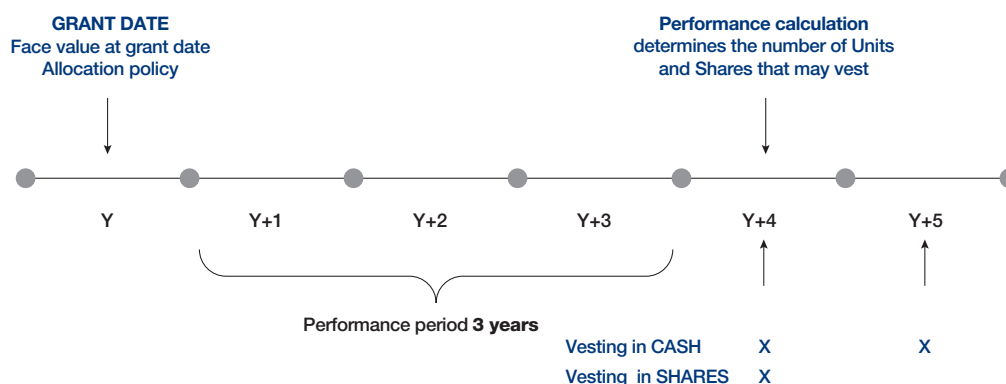 GRANT DATE
Face value at grant date
Allocation policy
Performance calculation
determines the number of Units
and Shares that may vest
Y Y+1 Y+2 Y+3 Y+4 Y+5
Performance period 3 years
Vesting in CASH X X
Vesting in SHARES X